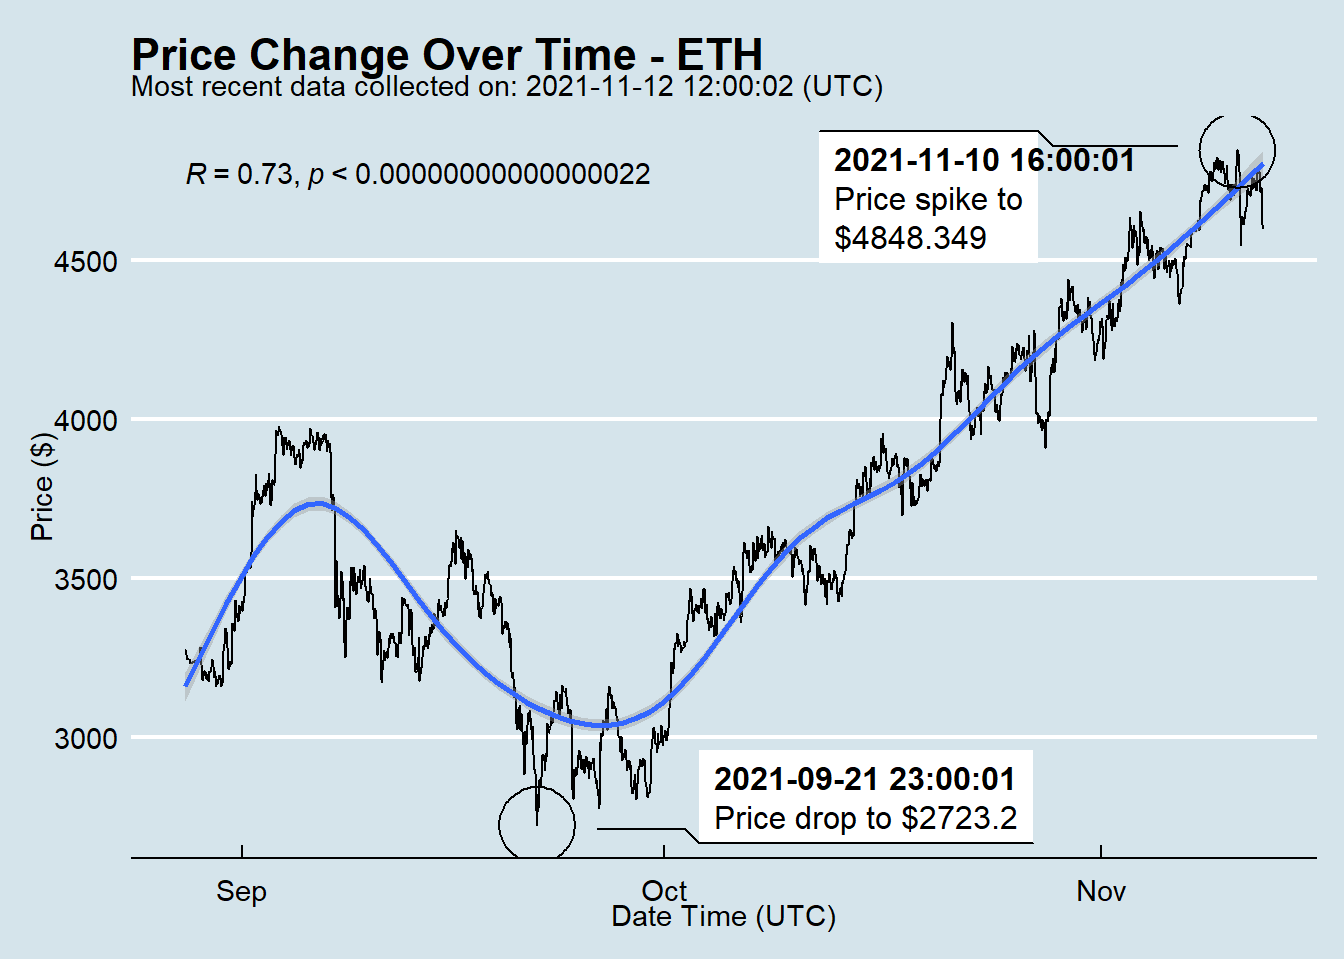 Price Change Over Time - ETH
Most recent data collected on: 2021-11-12 12:00:02 (UTC)
R = 0.73, p < 0.00000000000000022
2021-11-10 16:00:01
Price spike to
$4848.349
4500
4000
3500
3000
Price ($)
2021-09-21 23:00:01
Price drop to $2723.2
Sep
Oct
Nov
Date Time (UTC)